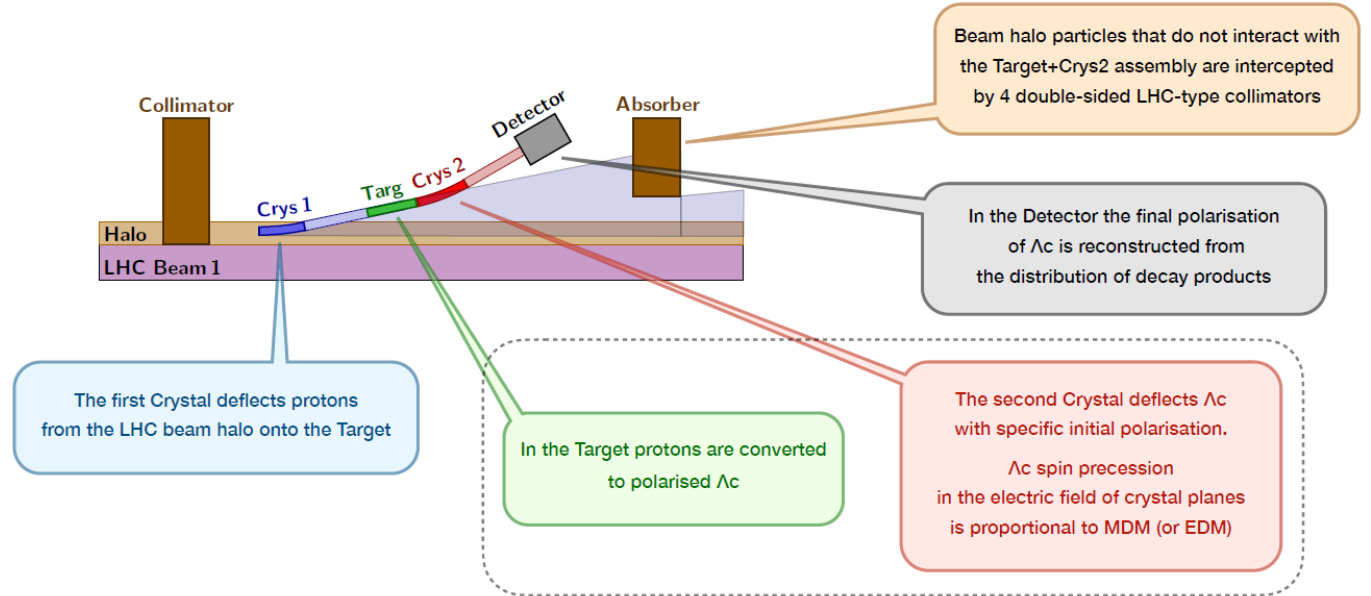 Beam halo particles that do not interact with
the Target+Crys2 assembly are intercepted
by 4 double-sided LHC-type collimators
Collimator
Detector
Absorber
Crys 2
Targ
Crys 1
Halo
LHC Beam 1
In the Detector the final polarisation
of Λc is reconstructed from
the distribution of decay products
The first Crystal deflects protons
from the LHC beam halo onto the Target
In the Target protons are converted
to polarised Λc
The second Crystal deflects Λc
with specific initial polarisation.
Λc spin precession
in the electric field of crystal planes
is proportional to MDM (or EDM)